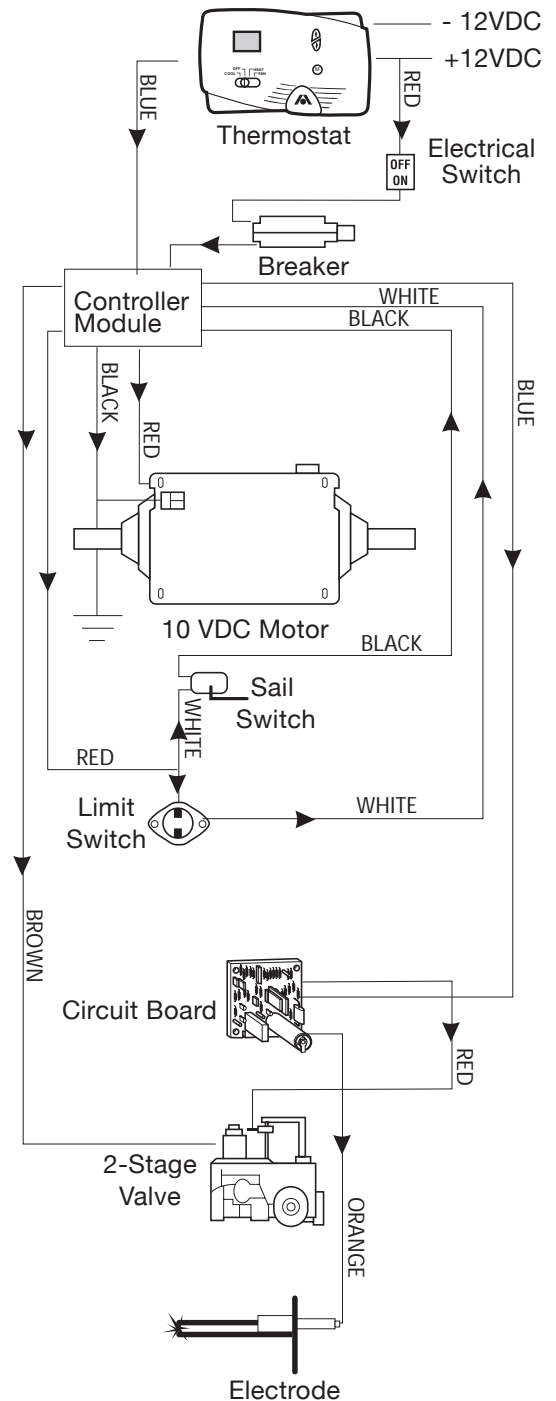 - 12VDC
+12VDC
OFF
HEAT
COOL
FAN
M
BLUE
RED
Thermostat
Electrical
Switch
OFF
ON
Breaker
Controller
Module
WHITE
BLACK
BLACK
RED
BLUE
10 VDC Motor
BLACK
Sail
Switch
WHITE
RED
Limit
Switch
WHITE
BROWN
Circuit Board
RED
2-Stage
Valve
ORANGE
Electrode